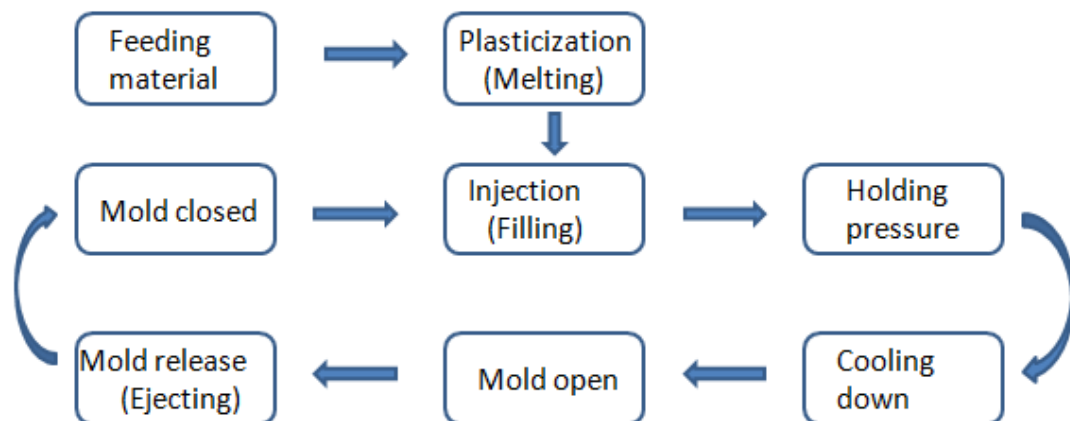 Feeding
material
Plasticization
(Melting)
Mold closed
Injection
(Filling)
Holding
pressure
Mold release
(Ejecting)
Mold open
Cooling
down